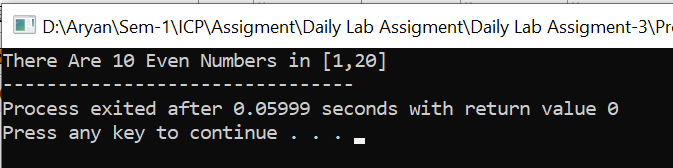 D:\Aryan\Sem-1\ICP\Assigment\Daily Lab Assigment\Daily Lab Assigment-3\Pr
There Are 10 Even Numbers in [1,20]
--------------------------------
Process exited after 0.05999 seconds with return value 0
Press any key to continue . . .